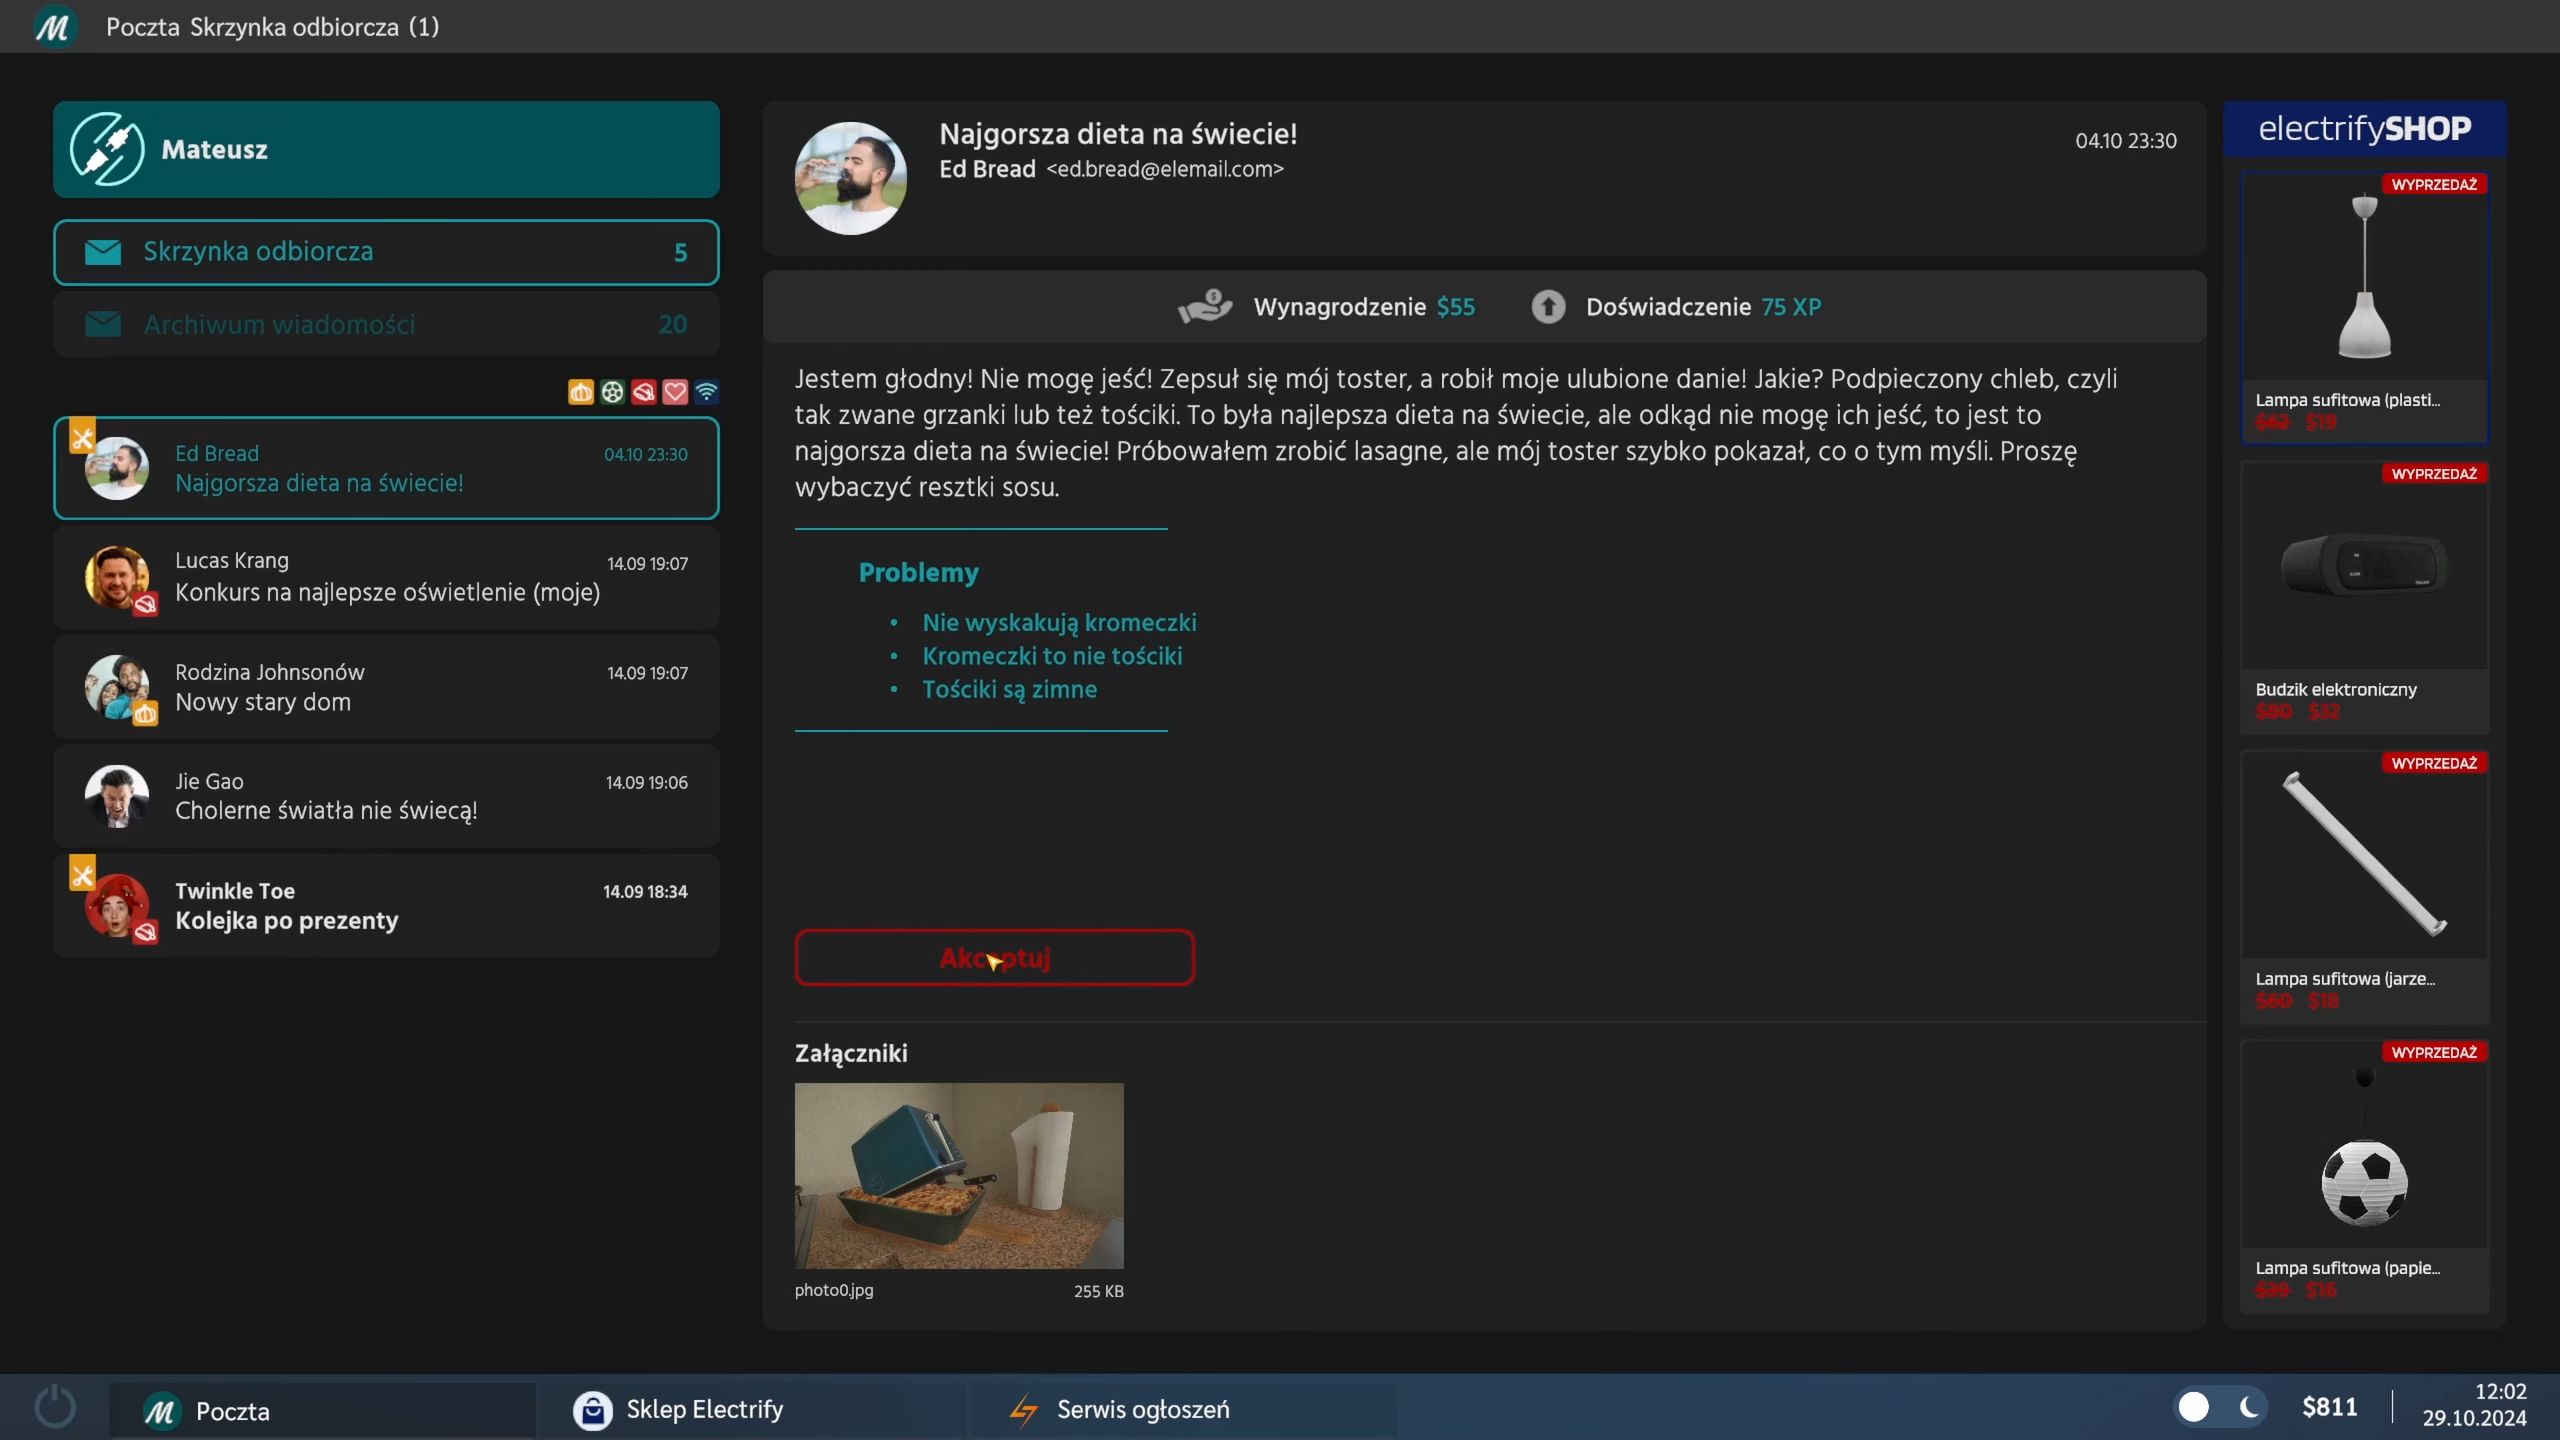 Poczta Skrzynka odbiorcza (1)
Mateusz
Skrzynka odbiorcza 5
Archiwum wiadomości 20
Ed Bread 04.10 23:30
Najgorsza dieta na świecie!
Lucas Krang 14.09 19:07
Konkurs na najlepsze oświetlenie (moje)
Rodzina Johnsonów 14.09 19:07
Nowy stary dom
Jie Gao 14.09 19:06
Cholerne światła nie świecą!
Twinkle Toe 14.09 18:34
Kolejka po prezenty
Najgorsza dieta na świecie! 04.10 23:30
Ed Bread <ed.bread@elemail.com>
Wynagrodzenie $55 Doświadczenie 75 XP
Jestem głodny! Nie mogę jeść! Zepsuł się mój toster, a robił moje ulubione danie! Jakie? Podpieczony chleb, czyli
tak zwane grzanki lub też tościki. To była najlepsza dieta na świecie, ale odkąd nie mogę ich jeść, to jest to
najgorsza dieta na świecie! Próbowałem zrobić lasagne, ale mój toster szybko pokazał, co o tym myśli. Proszę
wybaczyć resztki sosu.
Problemy
• Nie wyskakują kromeczki
• Kromeczki to nie tościki
• Tościki są zimne
Akceptuj
Załączniki
photo0.jpg 255 KB
electrifySHOP
WYPRZEDAŻ
Lampa sufitowa (plasti...
$62 $19
WYPRZEDAŻ
Budzik elektroniczny
$80 $32
WYPRZEDAŻ
Lampa sufitowa (jarze...
$60 $18
WYPRZEDAŻ
Lampa sufitowa (papie...
$39 $16
Poczta Sklep Electrify Serwis ogłoszeń $811 12:02
29.10.2024